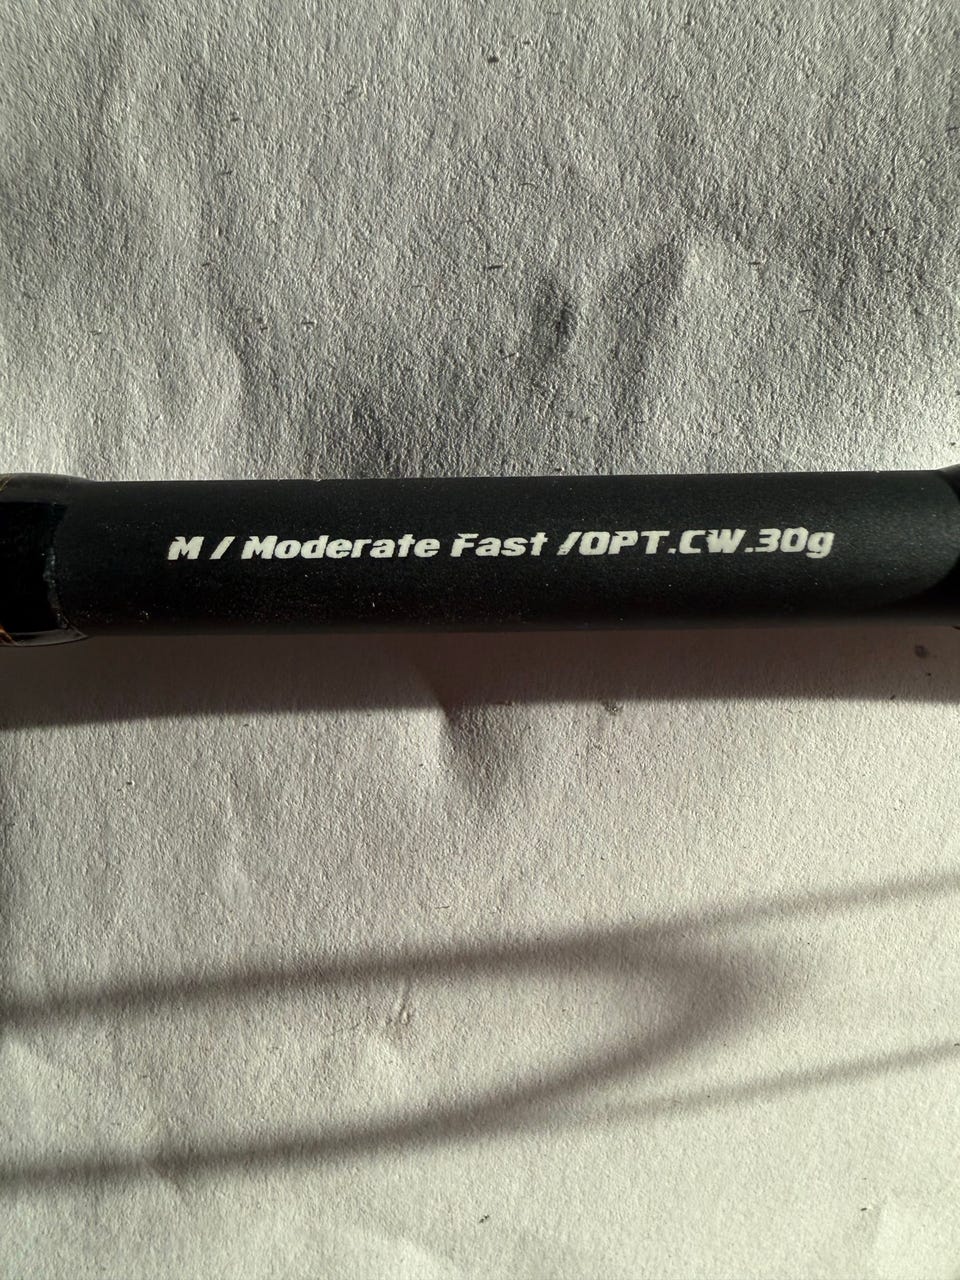 M / Moderate Fast /OPT.CW.30g